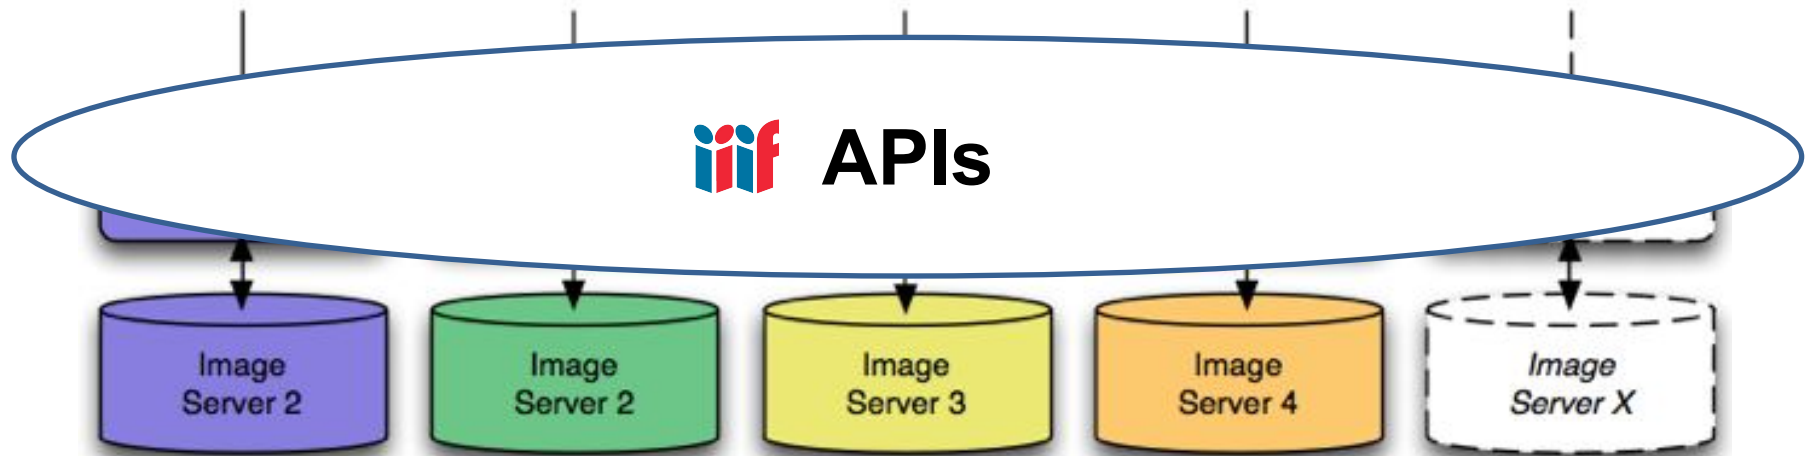 iiif APIs
Image
Server 2
Image
Server 2
Image
Server 3
Image
Server 4
Image
Server X